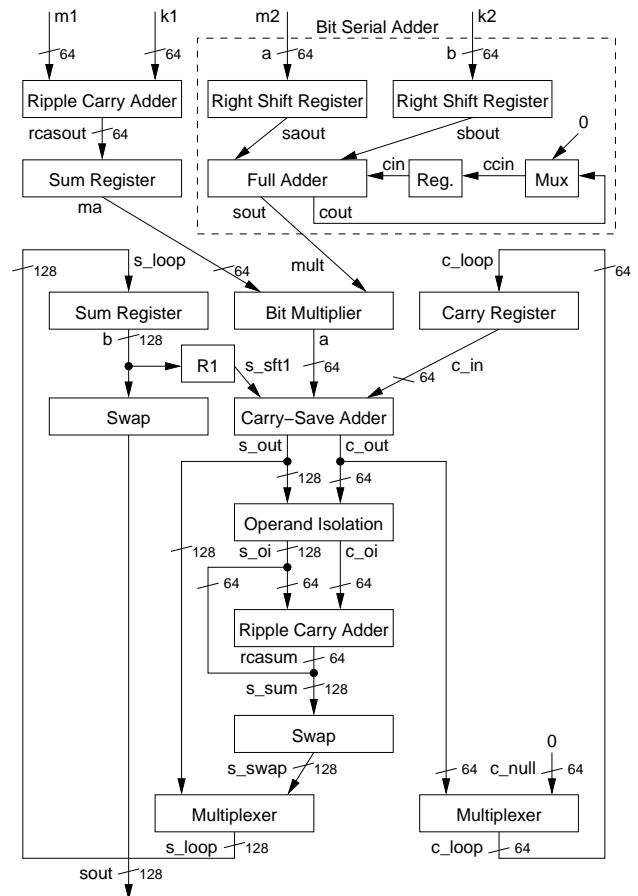 m1
k1
m2
k2
Bit Serial Adder
64
64
a
64
b
64
Ripple Carry Adder
Right Shift Register
Right Shift Register
rcasout
64
saout
sbout
0
Sum Register
Full Adder
cin
Reg.
ccin
Mux
ma
sout
cout
128
s_loop
64
mult
c_loop
64
Sum Register
Bit Multiplier
Carry Register
b
128
a
R1
s_sft1
64
64
c_in
Swap
Carry–Save Adder
s_out
c_out
128
64
Operand Isolation
128
s_oi
128
c_oi
64
64
64
Ripple Carry Adder
rcasum
64
s_sum
128
Swap
0
s_swap
128
64
c_null
64
Multiplexer
Multiplexer
s_loop
128
c_loop
64
sout
128